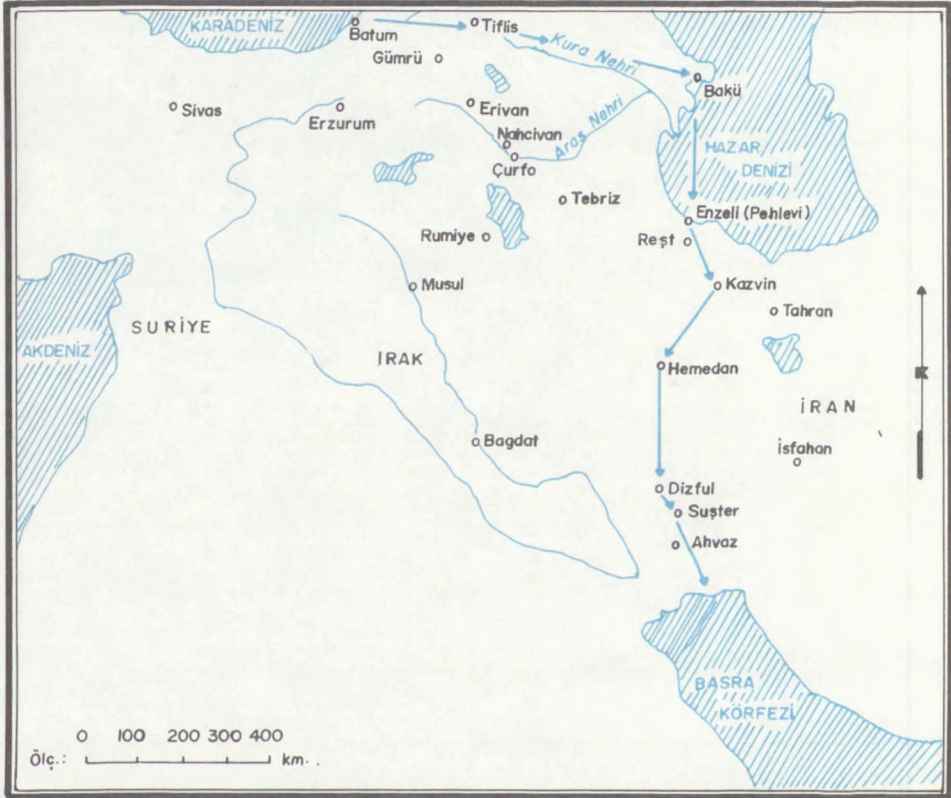 KARADENİZ
Batum
Tiflis
Kura Nehri
Gümrü
Bakü
Sivas
Erzurum
Erivan
Nahcivan
Aras Nehri
Çurfo
HAZAR
DENİZİ
Tebriz
Enzeli (Pehlevi)
Rumiye
Reşt
Musul
Kazvin
Tahran
SURİYE
AKDENİZ
İRAK
Hemedan
İRAN
Bagdat
İsfahan
Dizful
Suşter
Ahvaz
BASRA
KÖRFEZİ
0 100 200 300 400
Ölç.: km.
K